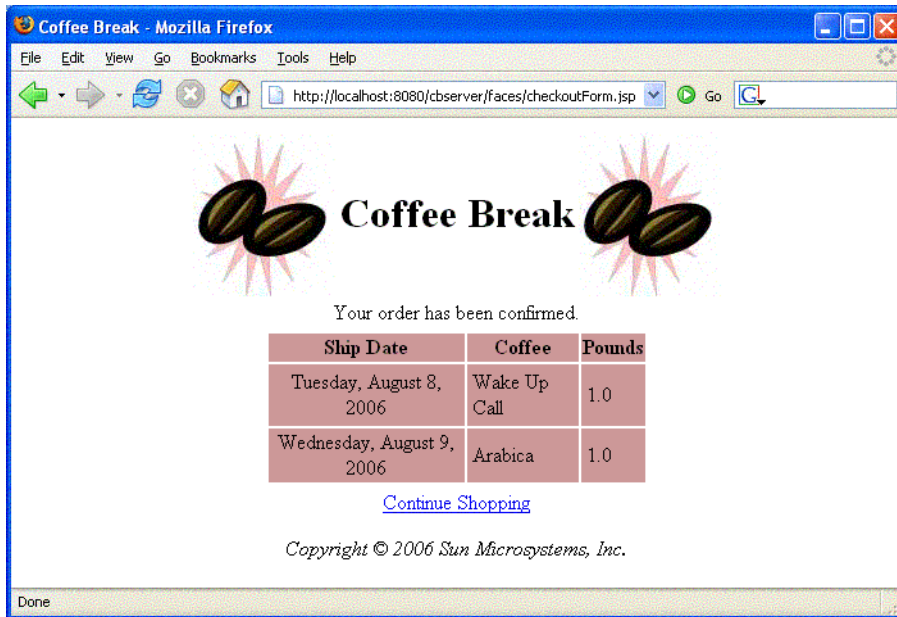 Coffee Break - Mozilla Firefox
File Edit View Go Bookmarks Tools Help
http://localhost:8080/cbserver/faces/checkoutForm.jsp Go G
Coffee Break
Your order has been confirmed.
Ship Date Coffee Pounds
Tuesday, August 8, Wake Up
2006 Call 1.0
Wednesday, August 9,
2006 Arabica 1.0
Continue Shopping
Copyright © 2006 Sun Microsystems, Inc.
Done